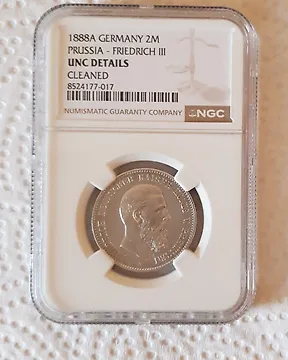 1888A GERMANY 2M
PRUSSIA - FRIEDRICH III
UNC DETAILS
CLEANED
8524177-017
NUMISMATIC GUARANTY COMPANY NGC